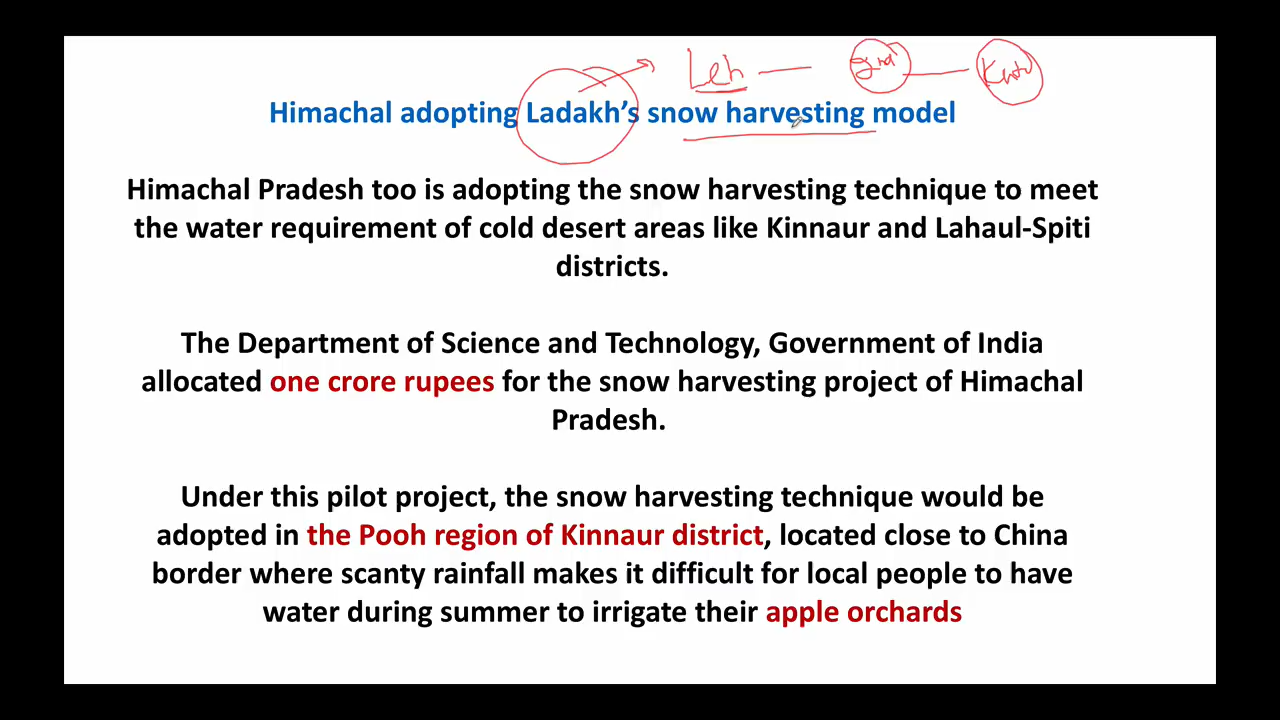 Leh
Himachal adopting Ladakh's snow harvesting model
Himachal Pradesh too is adopting the snow harvesting technique to meet
the water requirement of cold desert areas like Kinnaur and Lahaul-Spiti
districts.
The Department of Science and Technology, Government of India
allocated one crore rupees for the snow harvesting project of Himachal
Pradesh.
Under this pilot project, the snow harvesting technique would be
adopted in the Pooh region of Kinnaur district, located close to China
border where scanty rainfall makes it difficult for local people to have
water during summer to irrigate their apple orchards